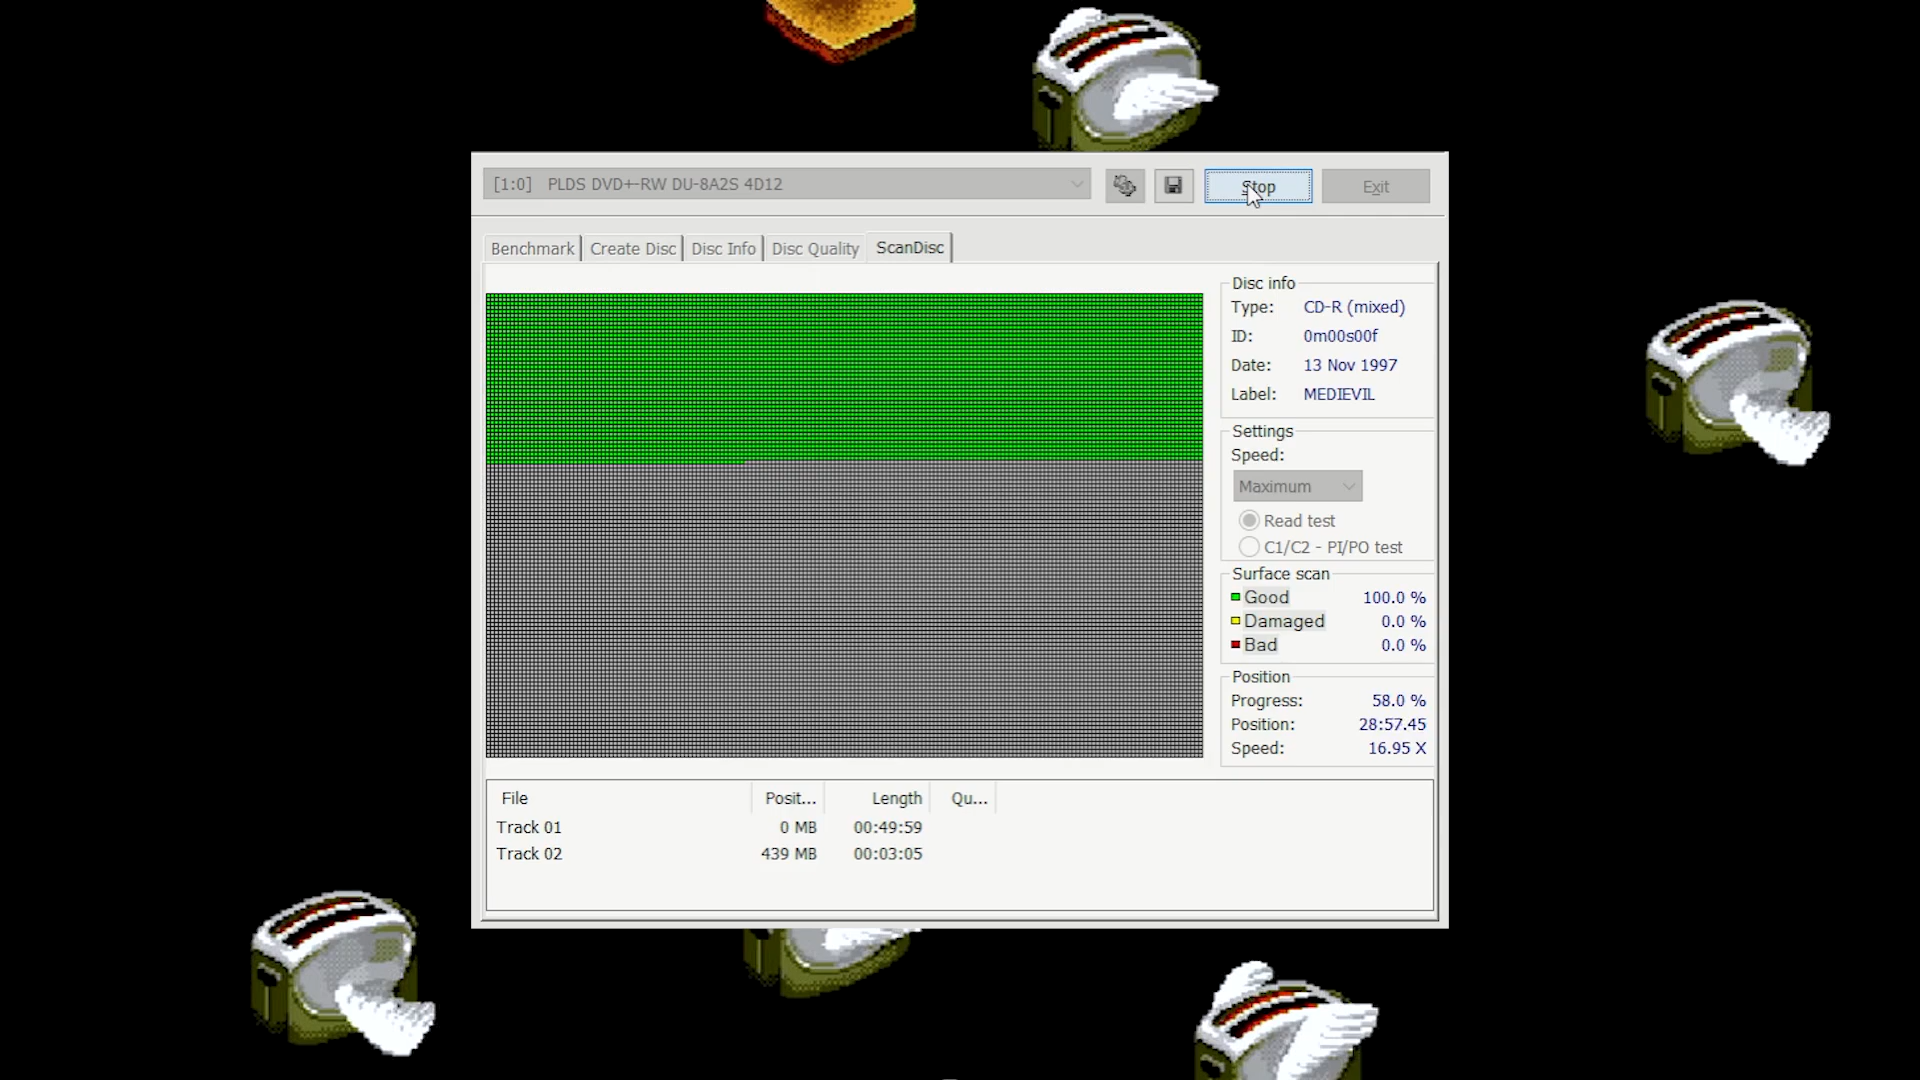 [1:0] PLDS DVD+-RW DU-8A2S 4D12
Stop
Exit
Benchmark
Create Disc
Disc Info
Disc Quality
ScanDisc
Disc info
Type: CD-R (mixed)
ID: 0m00s00f
Date: 13 Nov 1997
Label: MEDIEVIL
Settings
Speed:
Maximum
Read test
C1/C2 - PI/PO test
Surface scan
Good 100.0 %
Damaged 0.0 %
Bad 0.0 %
Position
Progress: 58.0 %
Position: 28:57.45
Speed: 16.95 X
File Posit... Length Qu...
Track 01 0 MB 00:49:59
Track 02 439 MB 00:03:05